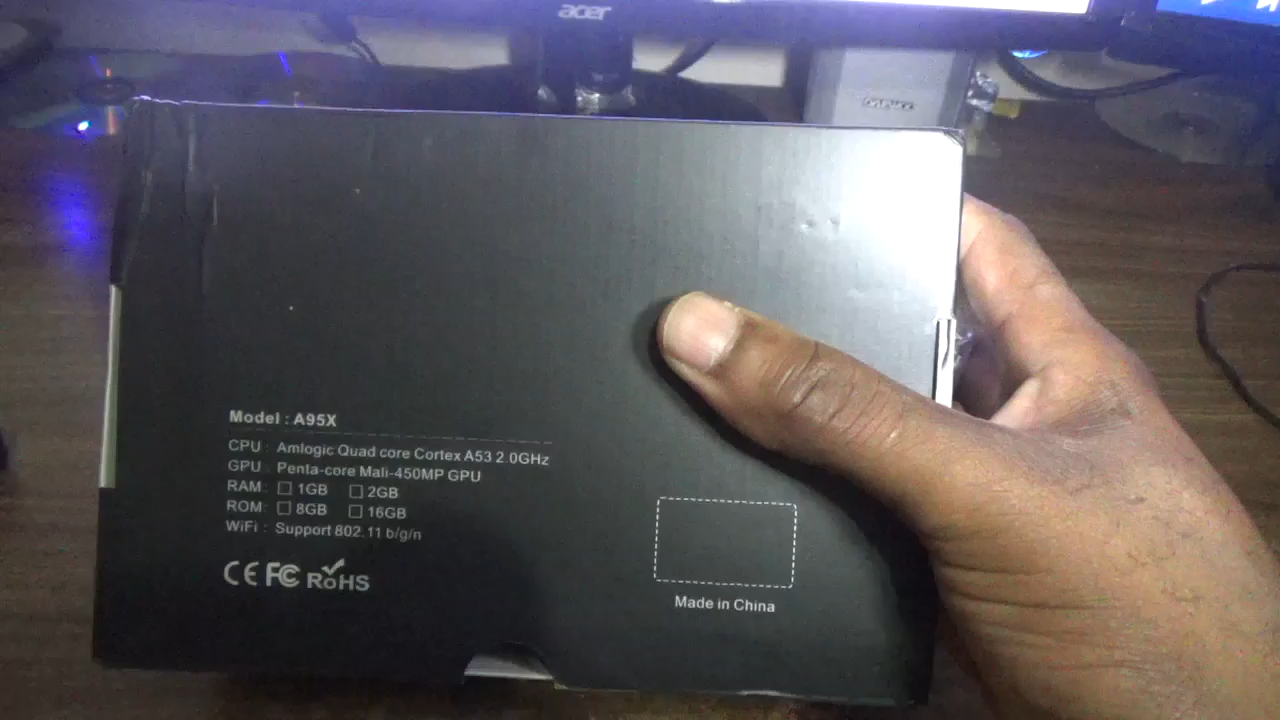 acer
Model : A95X
CPU : Amlogic Quad core Cortex A53 2.0GHz
GPU : Penta-core Mali-450MP GPU
RAM: □ 1GB □ 2GB
ROM: □ 8GB □ 16GB
WiFi : Support 802.11 b/g/n
CE FC RoHS
Made in China